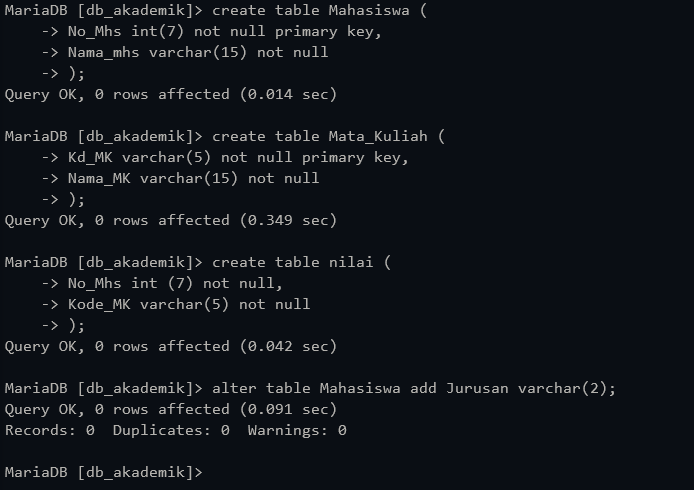 MariaDB [db_akademik]> create table Mahasiswa (
    -> No_Mhs int(7) not null primary key,
    -> Nama_mhs varchar(15) not null
    -> );
Query OK, 0 rows affected (0.014 sec)

MariaDB [db_akademik]> create table Mata_Kuliah (
    -> Kd_MK varchar(5) not null primary key,
    -> Nama_MK varchar(15) not null
    -> );
Query OK, 0 rows affected (0.349 sec)

MariaDB [db_akademik]> create table nilai (
    -> No_Mhs int (7) not null,
    -> Kode_MK varchar(5) not null
    -> );
Query OK, 0 rows affected (0.042 sec)

MariaDB [db_akademik]> alter table Mahasiswa add Jurusan varchar(2);
Query OK, 0 rows affected (0.091 sec)
Records: 0  Duplicates: 0  Warnings: 0

MariaDB [db_akademik]>